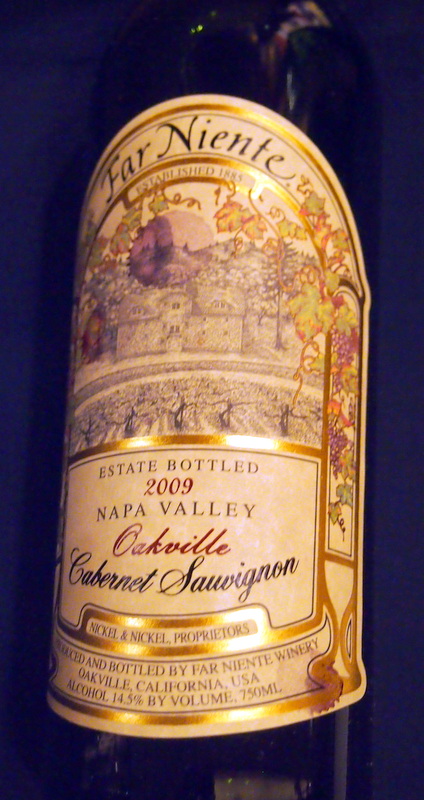 Far Niente.
ESTABLISHED 1885
ESTATE BOTTLED
2009
NAPA VALLEY
Oakville
Cabernet Sauvignon
NICKEL & NICKEL, PROPRIETORS
AND BOTTLED BY FAR NIENTE WINERY
OAKVILLE, CALIFORNIA, USA
ALCOHOL 14.5% BY VOLUME, 750ML